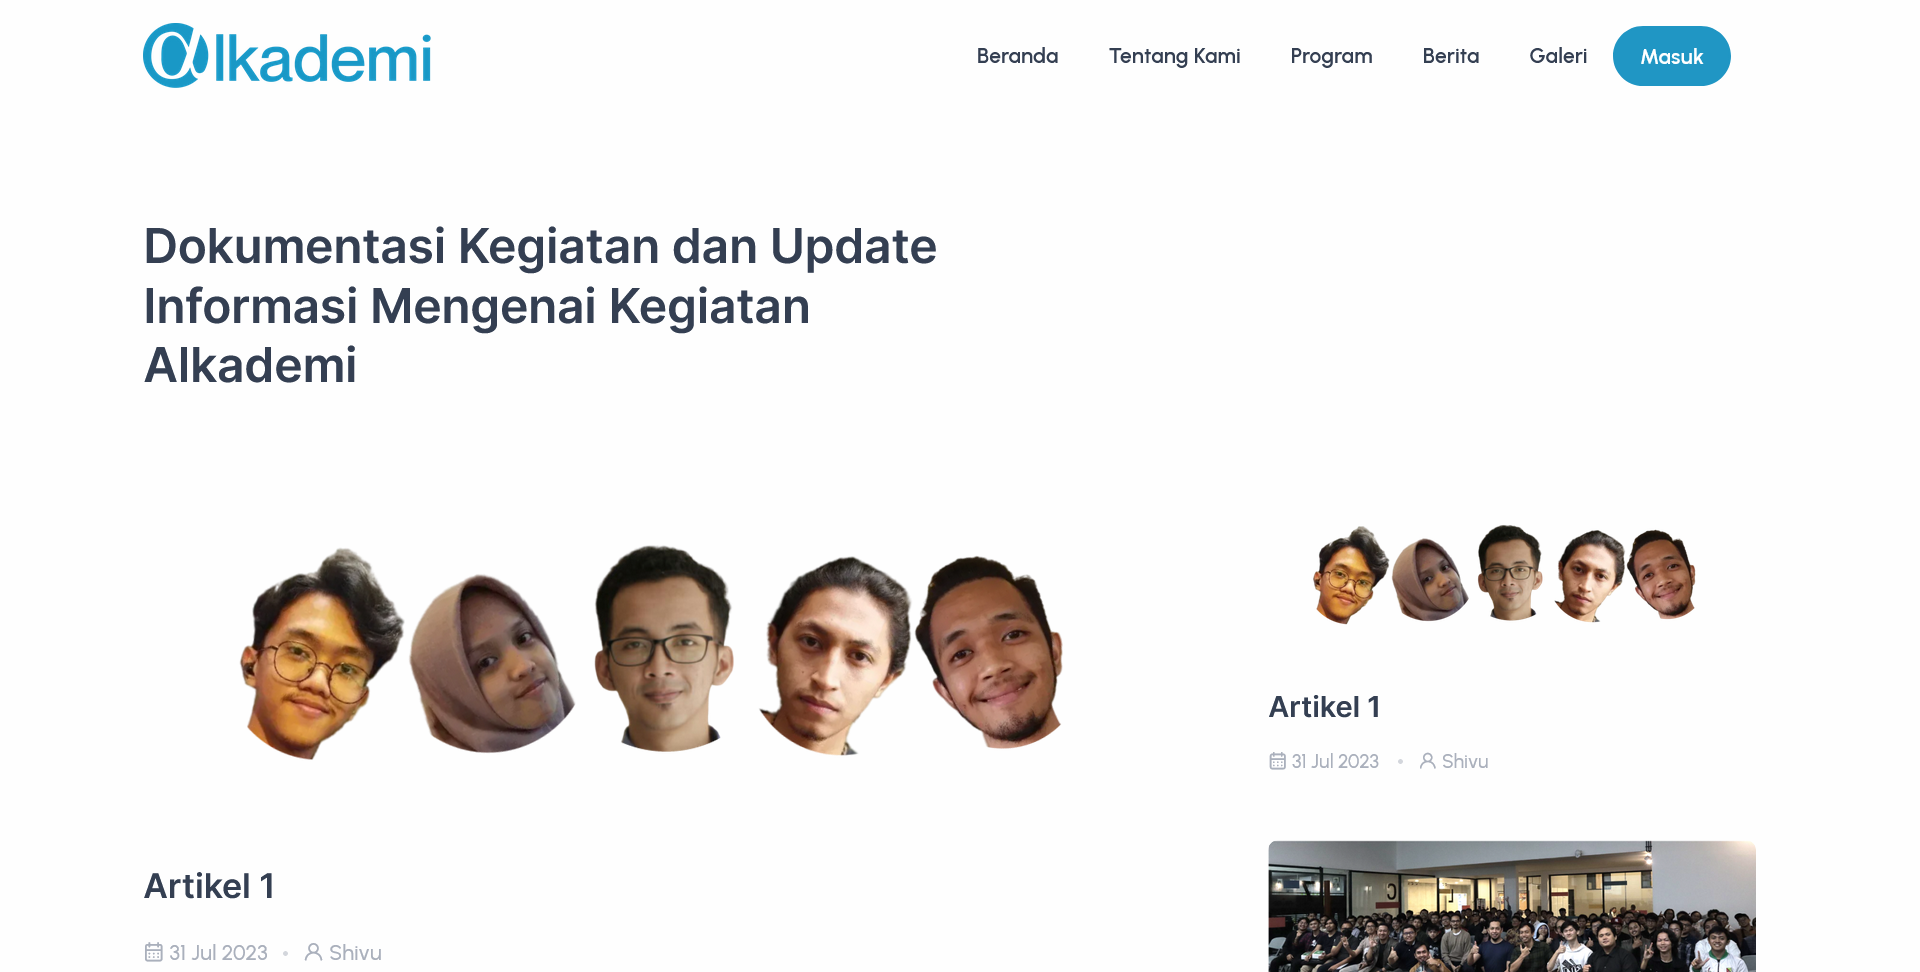 alkademi
Beranda
Tentang Kami
Program
Berita
Galeri
Masuk
Dokumentasi Kegiatan dan Update
Informasi Mengenai Kegiatan
Alkademi
Artikel 1
31 Jul 2023 • Shivu
Artikel 1
31 Jul 2023 • Shivu